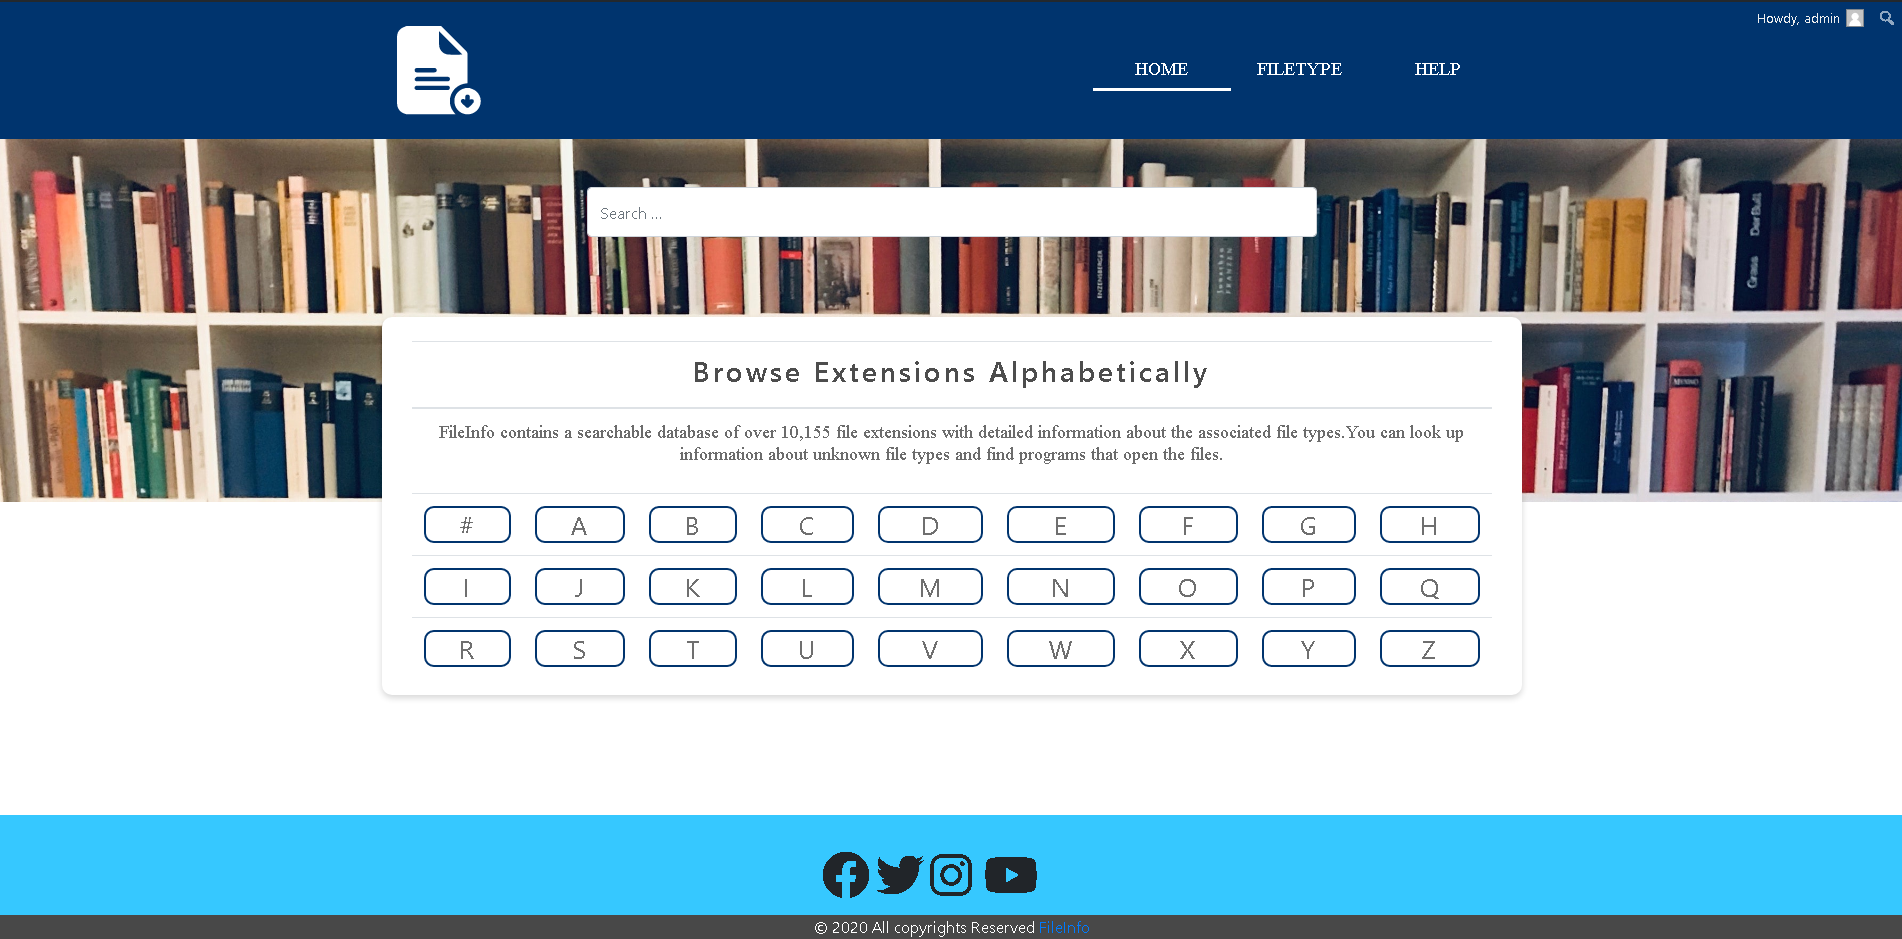 Howdy, admin
HOME FILETYPE HELP
Search ...
Browse Extensions Alphabetically
FileInfo contains a searchable database of over 10,155 file extensions with detailed information about the associated file types.You can look up
information about unknown file types and find programs that open the files.
# A B C D E F G H
I J K L M N O P Q
R S T U V W X Y Z
© 2020 All copyrights Reserved FileInfo